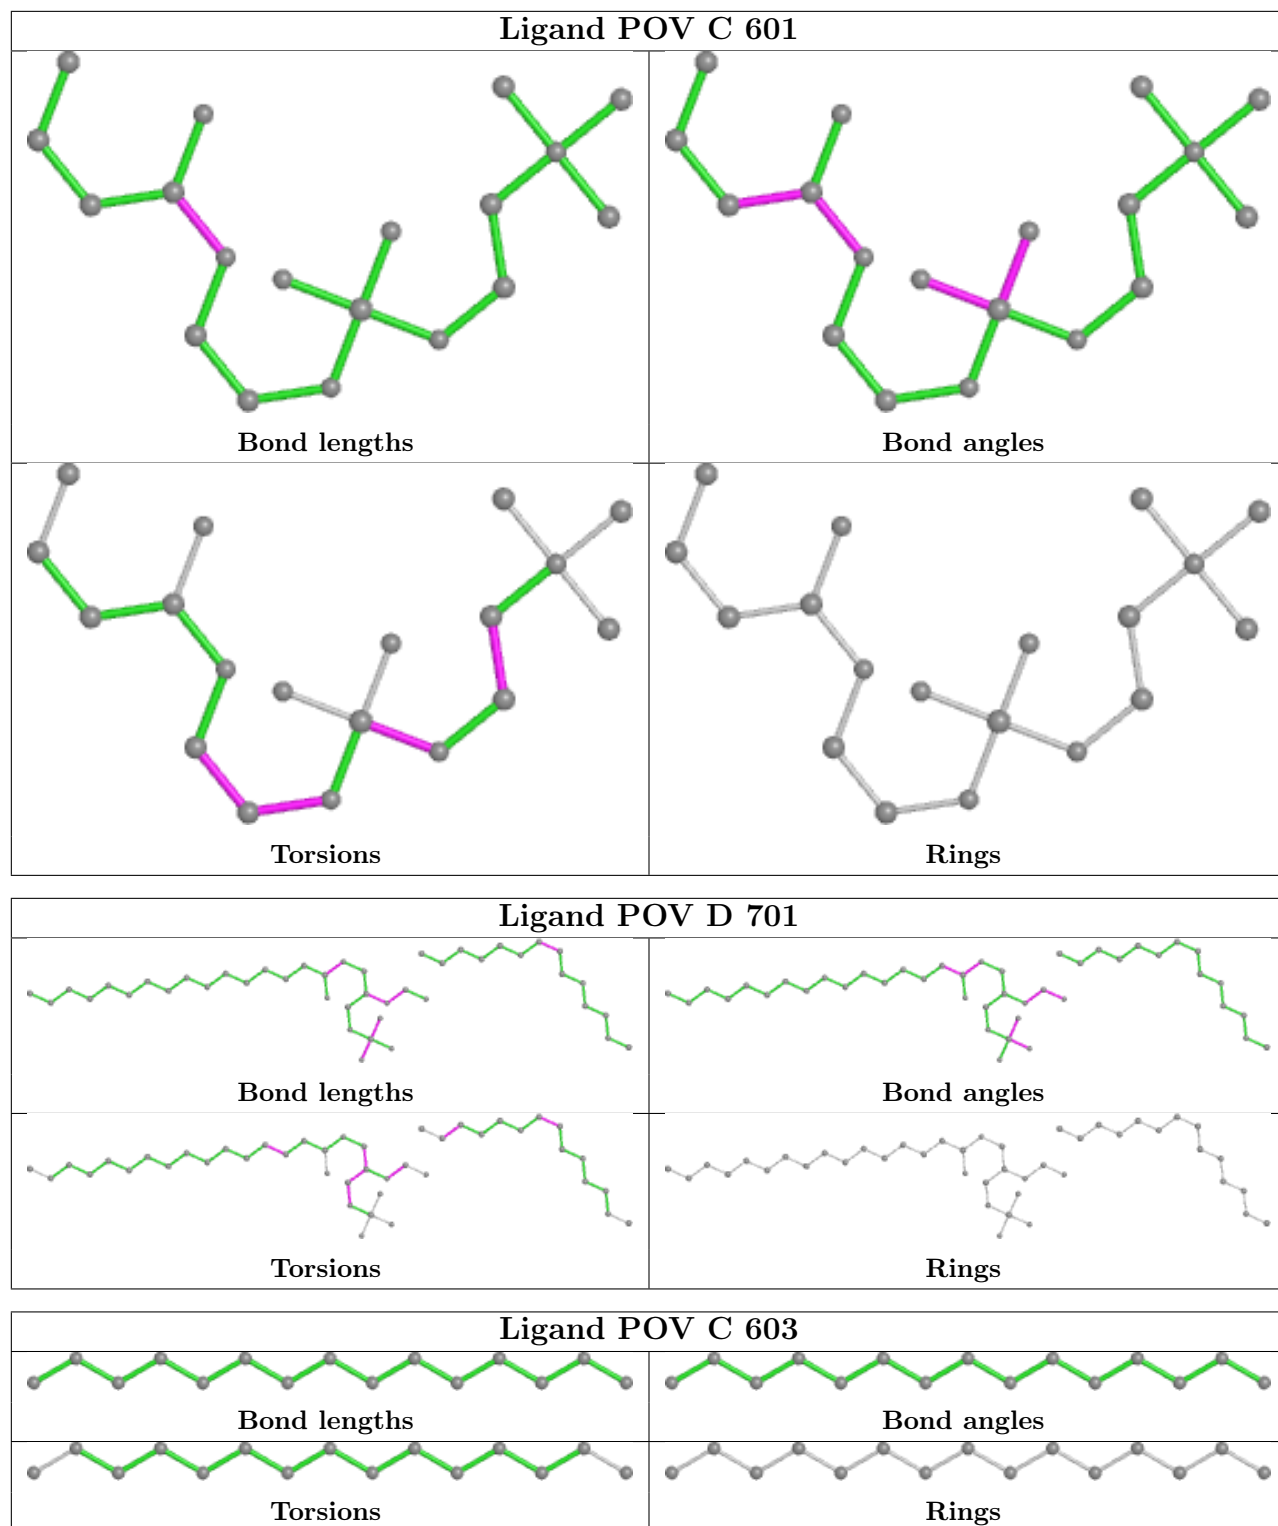 Ligand POV C 601
Bond lengths
Bond angles
Torsions
Rings
Ligand POV D 701
Bond lengths
Bond angles
Torsions
Rings
Ligand POV C 603
Bond lengths
Bond angles
Torsions
Rings